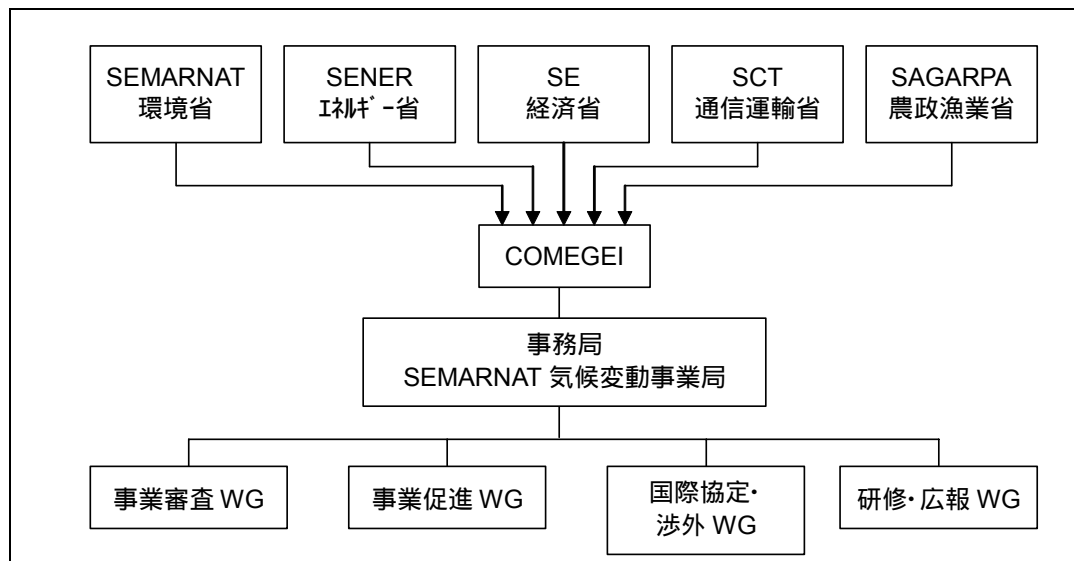 SEMARNAT
環境省
SENER
ｴﾈﾙｷﾞｰ省
SE
経済省
SCT
通信運輸省
SAGARPA
農政漁業省
COMEGEI
事務局
SEMARNAT 気候変動事業局
事業審査 WG
事業促進 WG
国際協定・
渉外 WG
研修・広報 WG